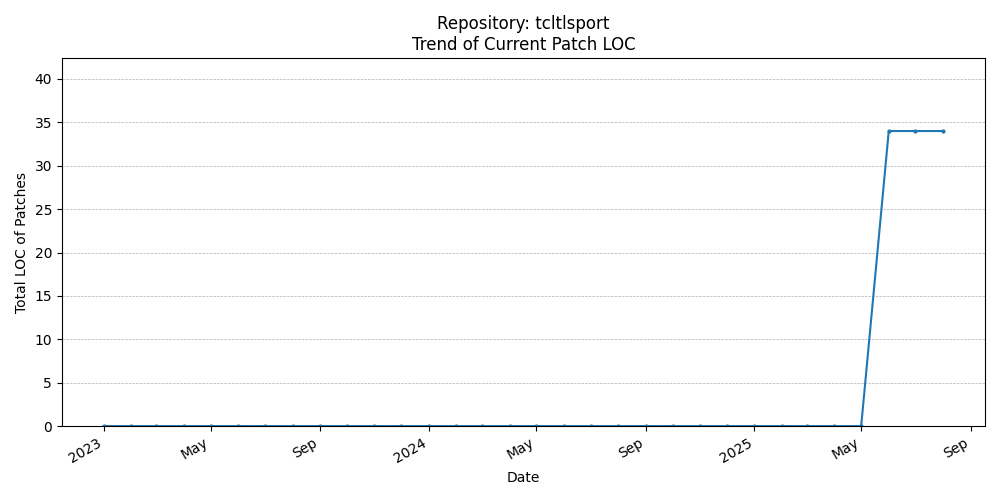 Repository: tcltlsport
Trend of Current Patch LOC
Total LOC of Patches
40
35
30
25
20
15
10
5
0
2023
May
Sep
2024
May
Sep
2025
May
Sep
Date